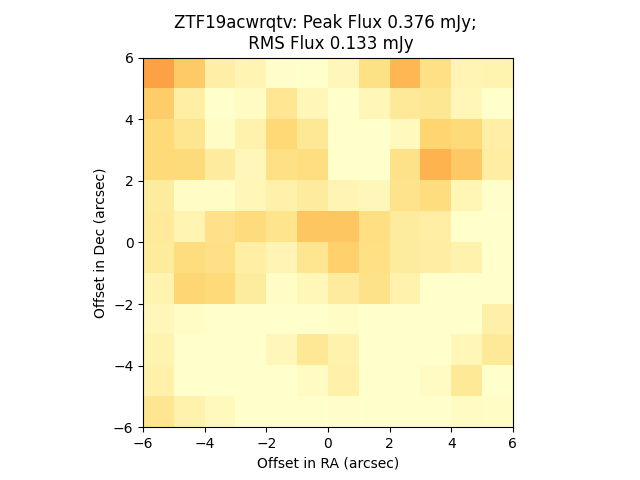 ZTF19acwrqtv: Peak Flux 0.376 mJy;
RMS Flux 0.133 mJy
6
4
2
0
−2
−4
−6
Offset in Dec (arcsec)
−6 −4 −2 0 2 4 6
Offset in RA (arcsec)